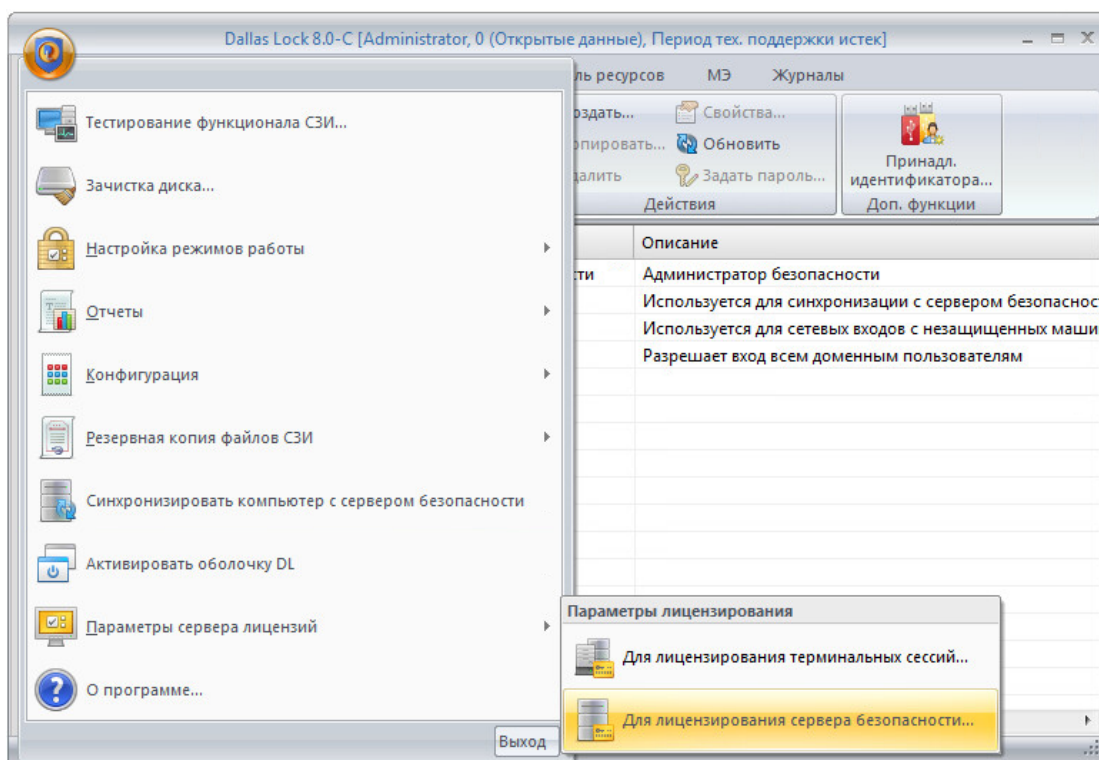 Dallas Lock 8.0-C [Administrator, 0 (Открытые данные), Период тех. поддержки истек]
ль ресурсов МЭ Журналы
Тестирование функционала СЗИ...
Зачистка диска...
Настройка режимов работы
Отчеты
Конфигурация
Резервная копия файлов СЗИ
Синхронизировать компьютер с сервером безопасности
Активировать оболочку DL
Параметры сервера лицензий
О программе...
Выход
оздать... Свойства...
опировать... Обновить
далить Задать пароль...
Действия
Принадл.
идентификатора...
Доп. функции
Описание
ти Администратор безопасности
Используется для синхронизации с сервером безопаснос
Используется для сетевых входов с незащищенных маши
Разрешает вход всем доменным пользователям
Параметры лицензирования
Для лицензирования терминальных сессий...
Для лицензирования сервера безопасности...